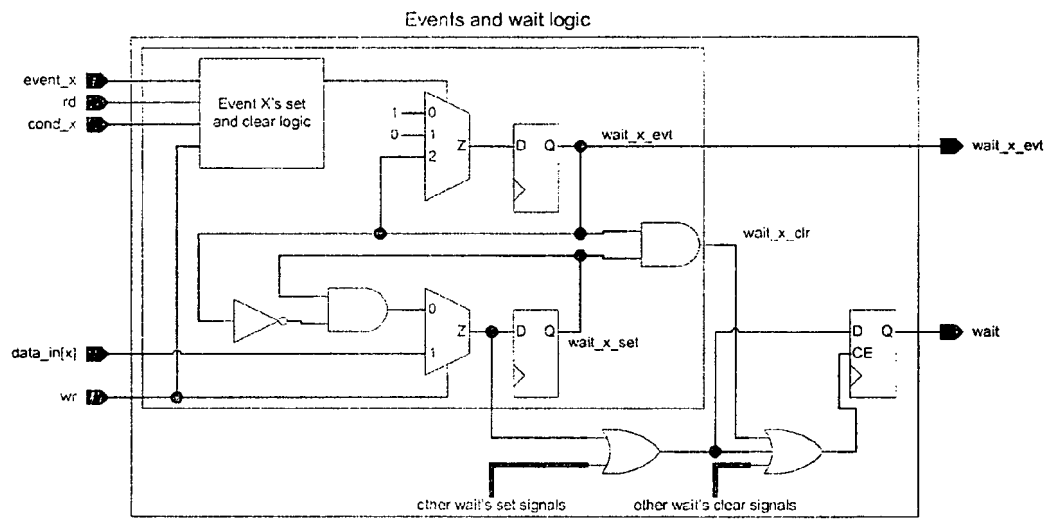 Events and wait logic
event_x
rd
cond_x
Event X's set
and clear logic
1
0
0
1
2
Z
D Q
wait_x_evt
wait_x_evt
wait_x_clr
0
1
Z
D Q
wait_x_set
D Q
CE
wait
data_in[x]
wr
other wait's set signals
other wait's clear signals